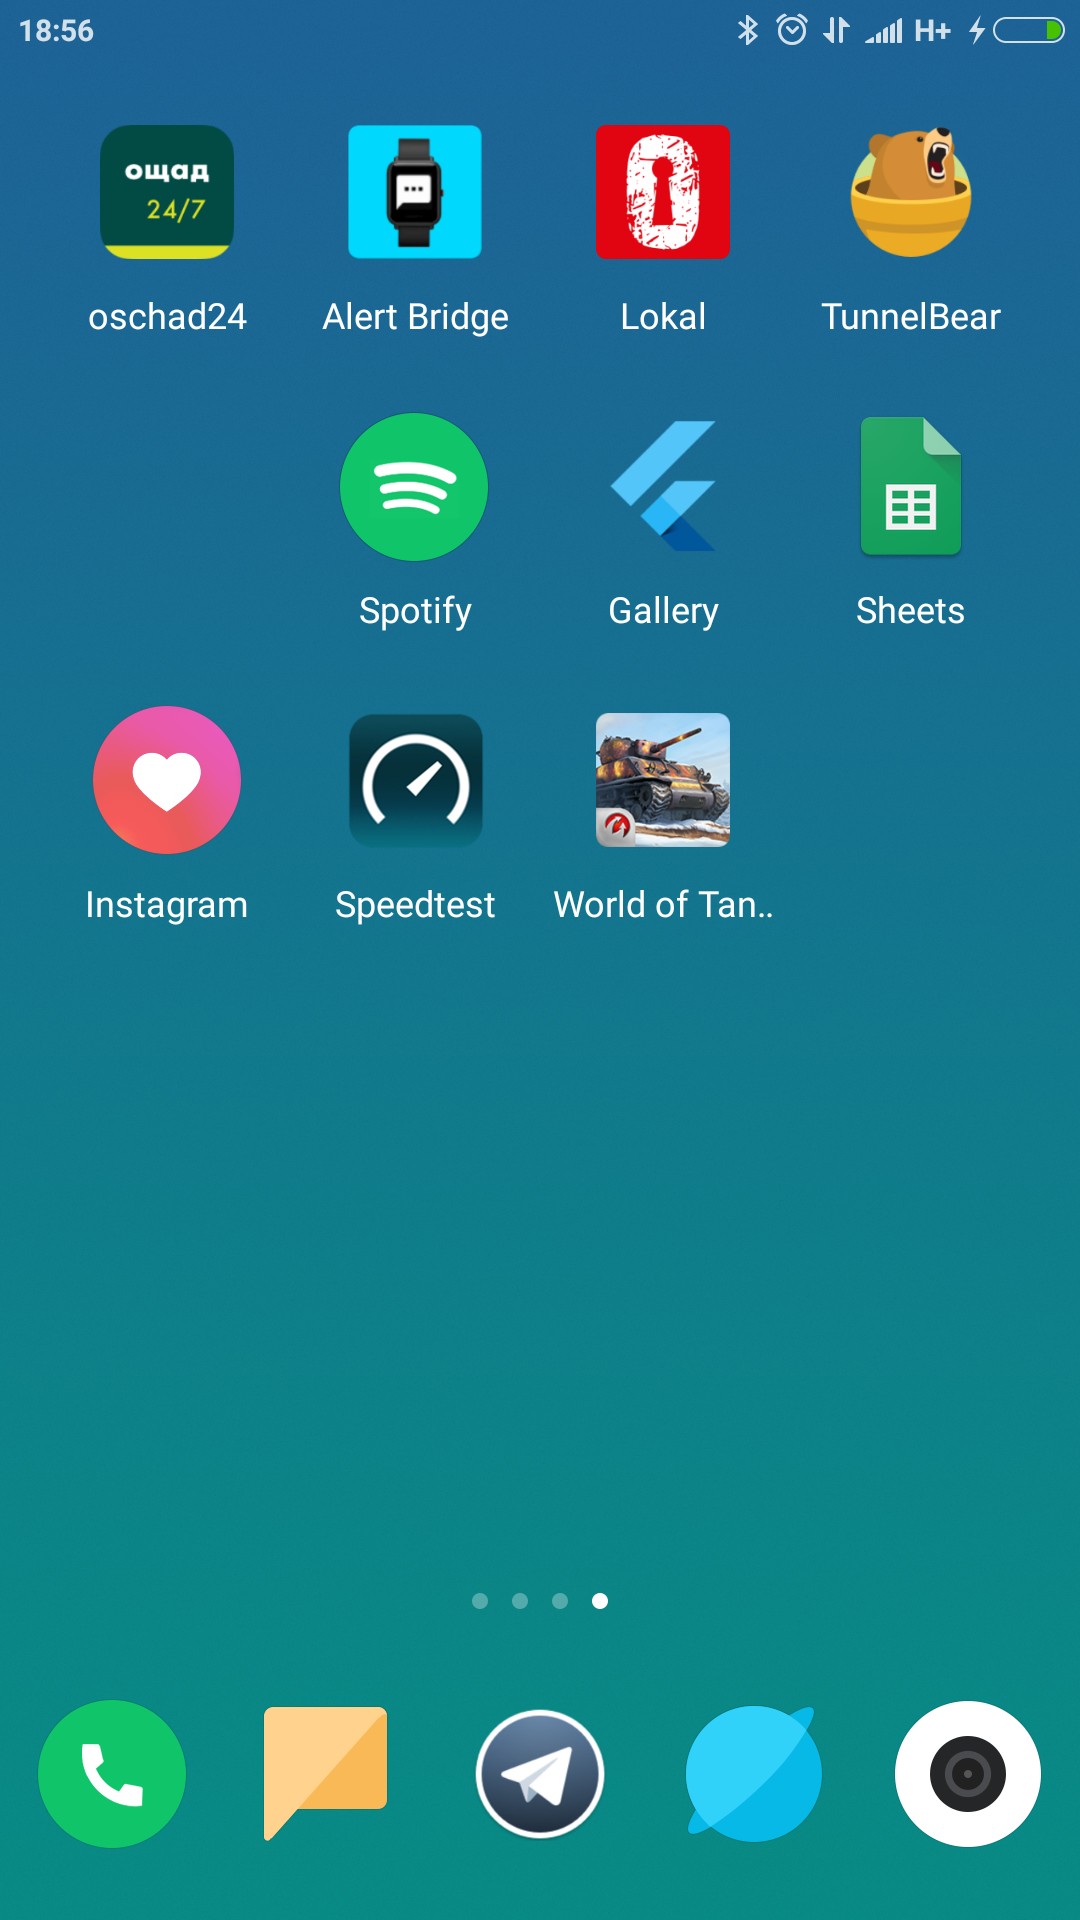 18:56
H+
ощад
24/7
oschad24
Alert Bridge
Lokal
TunnelBear
Spotify
Gallery
Sheets
Instagram
Speedtest
World of Tan..